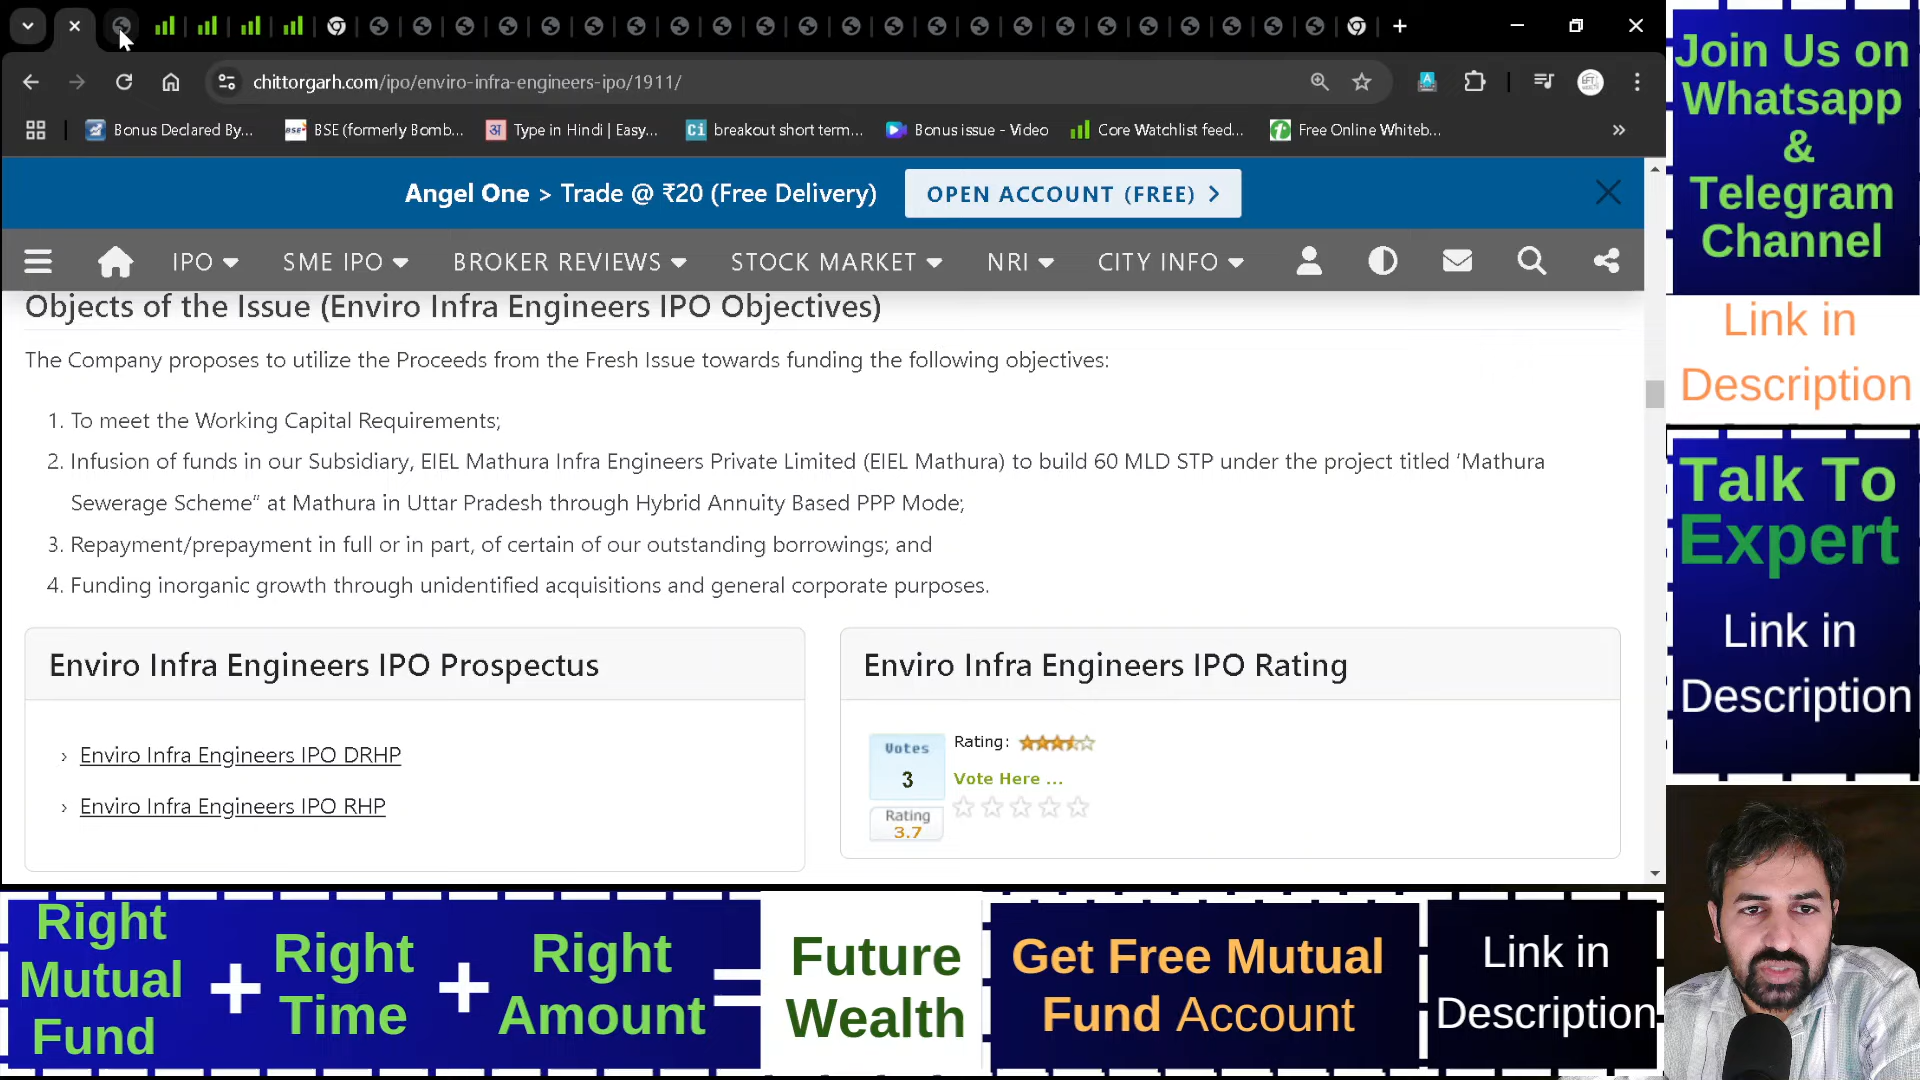 chittorgarh.com/ipo/enviro-infra-engineers-ipo/1911/
Bonus Declared By...
BSE (formerly Bomb...
Type in Hindi | Easy...
breakout short term...
Bonus issue - Video
Core Watchlist feed...
Free Online Whiteb...
Angel One > Trade @ ₹20 (Free Delivery)
OPEN ACCOUNT (FREE)
IPO
SME IPO
BROKER REVIEWS
STOCK MARKET
NRI
CITY INFO
Objects of the Issue (Enviro Infra Engineers IPO Objectives)
The Company proposes to utilize the Proceeds from the Fresh Issue towards funding the following objectives:
1. To meet the Working Capital Requirements;
2. Infusion of funds in our Subsidiary, EIEL Mathura Infra Engineers Private Limited (EIEL Mathura) to build 60 MLD STP under the project titled ‘Mathura
Sewerage Scheme” at Mathura in Uttar Pradesh through Hybrid Annuity Based PPP Mode;
3. Repayment/prepayment in full or in part, of certain of our outstanding borrowings; and
4. Funding inorganic growth through unidentified acquisitions and general corporate purposes.
Enviro Infra Engineers IPO Prospectus
Enviro Infra Engineers IPO DRHP
Enviro Infra Engineers IPO RHP
Enviro Infra Engineers IPO Rating
Votes
3
Rating
3.7
Rating:
Vote Here ...
Join Us on
Whatsapp
&
Telegram
Channel
Link in
Description
Talk To
Expert
Link in
Description
Right
Mutual
Fund
+
Right
Time
+
Right
Amount
=
Future
Wealth
Get Free Mutual
Fund Account
Link in
Description